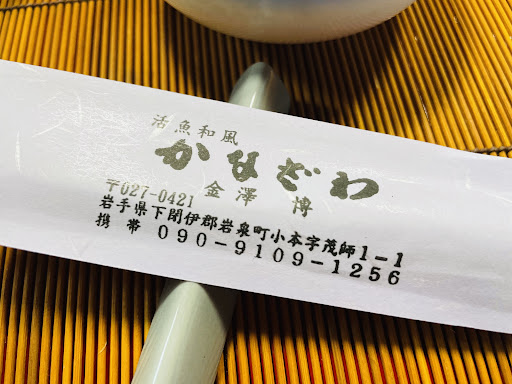 活魚和風
かなざわ
金澤 博
〒027-0421
岩手県下閉伊郡岩泉町小本字茂師1-1
携帯 090-9109-1256